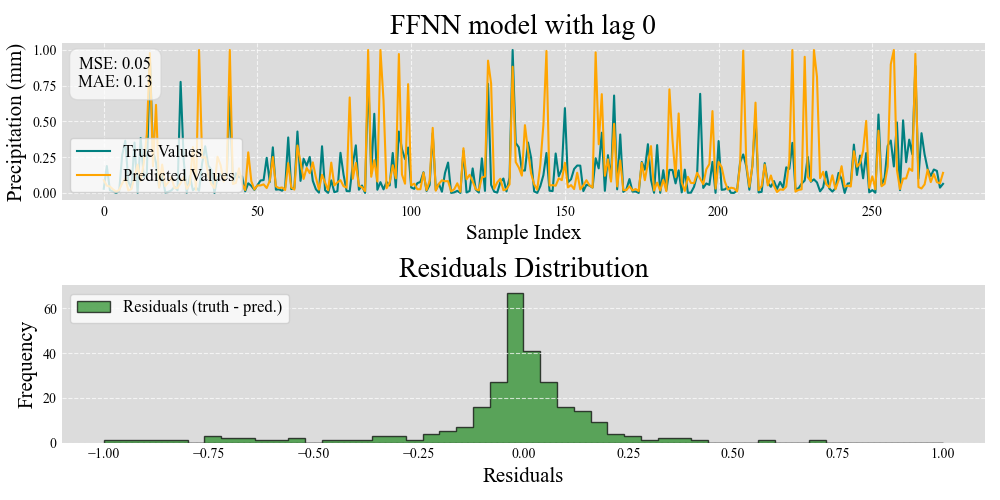 FFNN model with lag 0
Precipitation (mm)
1.00
0.75
0.50
0.25
0.00
MSE: 0.05
MAE: 0.13
True Values
Predicted Values
0
50
100
150
200
250
Sample Index
Residuals Distribution
Frequency
60
40
20
0
Residuals (truth - pred.)
−1.00
−0.75
−0.50
−0.25
0.00
0.25
0.50
0.75
1.00
Residuals